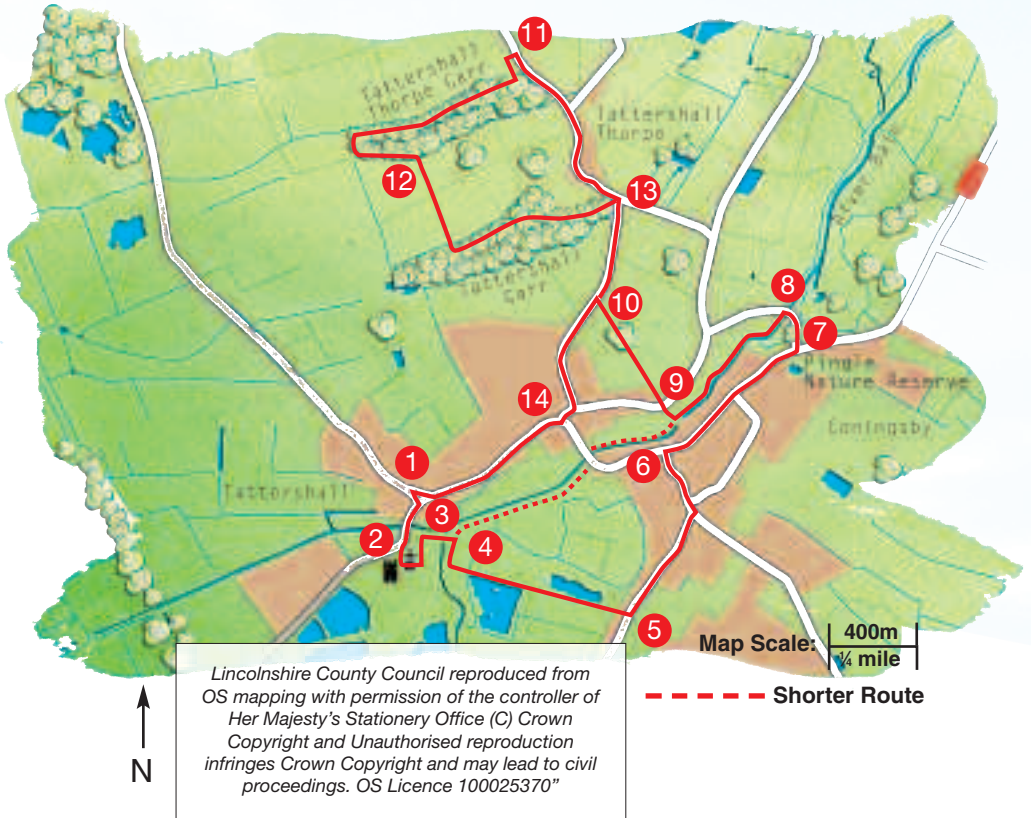 11
Tattershall
Thorpe Carr
Tattershall
Thorpe
12
13
River Bain
Tattershall
Carr
10
8
7
9
Pingle
Nature Reserve
14
Coningsby
1
6
Tattershall
3
2
4
5
Map Scale: 400m
¼ mile
Shorter Route
N
Lincolnshire County Council reproduced from
OS mapping with permission of the controller of
Her Majesty's Stationery Office (C) Crown
Copyright and Unauthorised reproduction
infringes Crown Copyright and may lead to civil
proceedings. OS Licence 100025370”